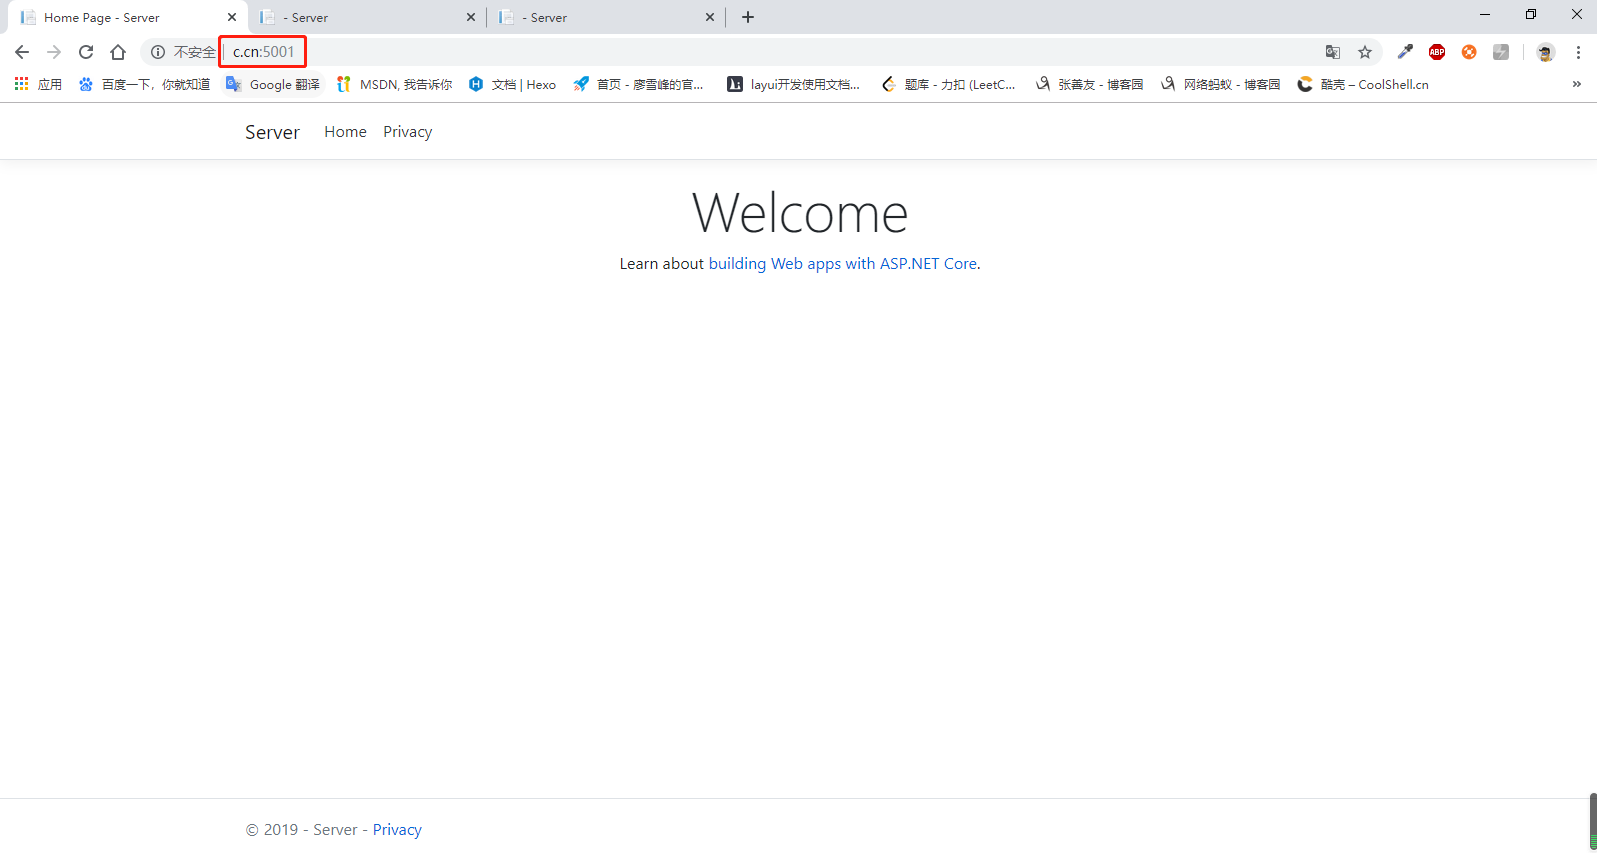 Home Page - Server
- Server
- Server
不安全 | c.cn:5001
ABP
应用 百度一下，你就知道 Google 翻译 MSDN, 我告诉你 文档 | Hexo 首页 - 廖雪峰的官... layui开发使用文档... 题库 - 力扣 (LeetC... 张善友 - 博客园 网络蚂蚁 - 博客园 酷壳 – CoolShell.cn »
Server Home Privacy
Welcome
Learn about building Web apps with ASP.NET Core.
© 2019 - Server - Privacy